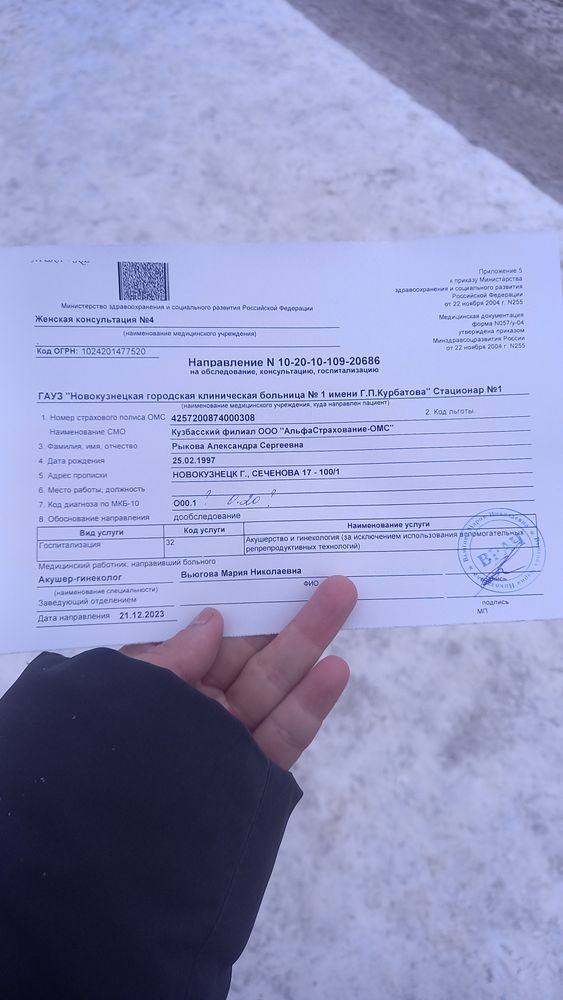 Приложение 5
к приказу Министерства
здравоохранения и социального развития
Российской Федерации
от 22 ноября 2004 г. N255
Медицинская документация
форма N057/у-04
утверждена приказом
Минздравсоцразвития России
от 22 ноября 2004 г. N255
Министерство здравоохранения и социального развития Российской Федерации
Женская консультация №4
(наименование медицинского учреждения)
Код ОГРН: 1024201477520
Направление N 10-20-10-109-20686
на обследование, консультацию, госпитализацию
ГАУЗ "Новокузнецкая городская клиническая больница № 1 имени Г.П.Курбатова" Стационар №1
(наименование медицинского учреждения, куда направлен пациент)
1. Номер страхового полиса ОМС 4257200874000308 2. Код льготы
Наименование СМО Кузбасский филиал ООО "АльфаСтрахование-ОМС"
3. Фамилия, имя, отчество Рыкова Александра Сергеевна
4. Дата рождения 25.02.1997
5. Адрес прописки НОВОКУЗНЕЦК Г., СЕЧЕНОВА 17 - 100/1
6. Место работы, должность
7. Код диагноза по МКБ-10 O00.1 ? 0.20 ?
8. Обоснование направления дообследование
Вид услуги Код услуги Наименование услуги
Госпитализация 32 Акушерство и гинекология (за исключением использования вспомогательных
репрепродуктивных технологий)
Медицинский работник, направивший больного
Акушер-гинеколог Вьюгова Мария Николаевна
(наименование специальности) ФИО подпись
Заведующий отделением
подпись
Дата направления 21.12.2023 МП
ВРАЧ